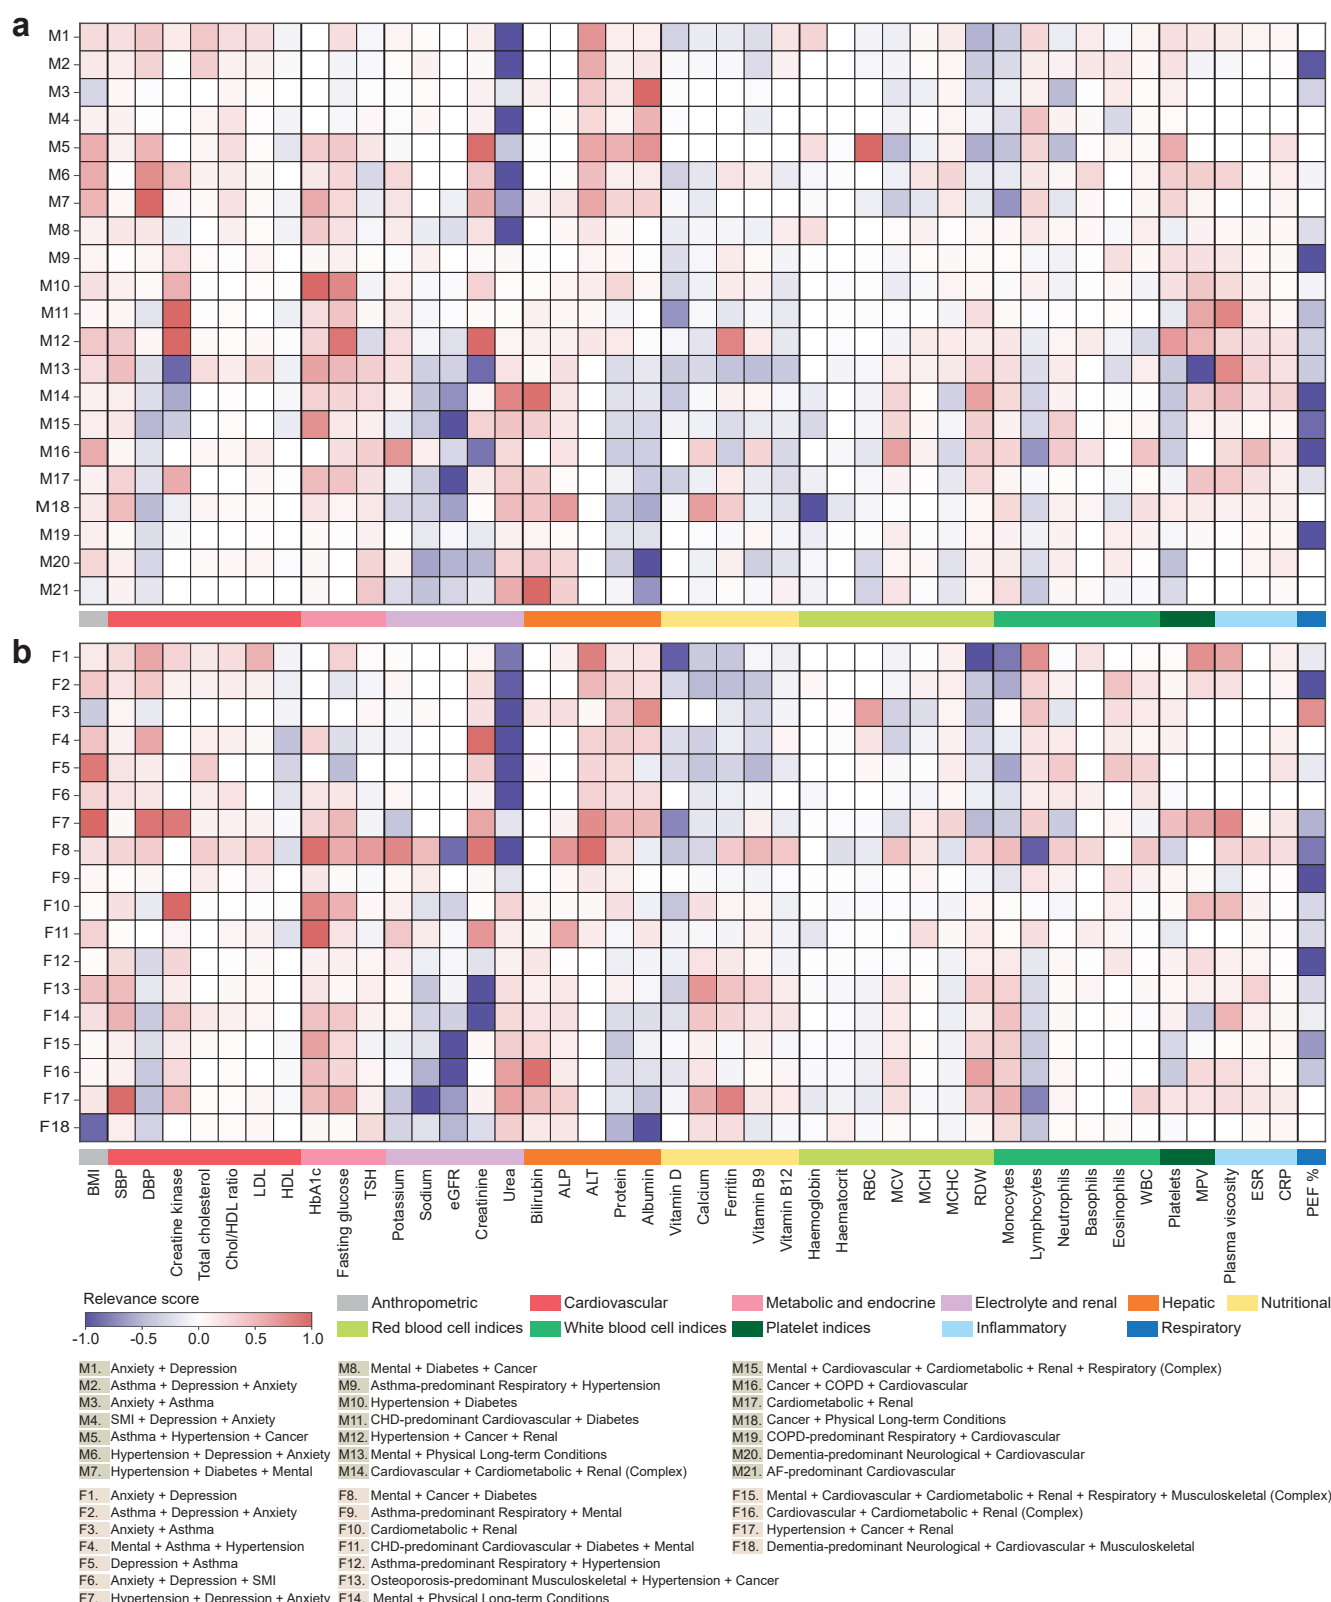 a
M1
M2
M3
M4
M5
M6
M7
M8
M9
M10
M11
M12
M13
M14
M15
M16
M17
M18
M19
M20
M21
b
F1
F2
F3
F4
F5
F6
F7
F8
F9
F10
F11
F12
F13
F14
F15
F16
F17
F18
BMI
SBP
DBP
Creatine kinase
Total cholesterol
Chol/HDL ratio
LDL
HDL
HbA1c
Fasting glucose
TSH
Potassium
Sodium
eGFR
Creatinine
Urea
Bilirubin
ALP
ALT
Protein
Albumin
Vitamin D
Calcium
Ferritin
Vitamin B9
Vitamin B12
Haemoglobin
Haematocrit
RBC
MCV
MCH
MCHC
RDW
Monocytes
Lymphocytes
Neutrophils
Basophils
Eosinophils
WBC
Platelets
MPV
Plasma viscosity
ESR
CRP
PEF %
Relevance score
-1.0 -0.5 0.0 0.5 1.0
Anthropometric Cardiovascular Metabolic and endocrine Electrolyte and renal Hepatic Nutritional
Red blood cell indices White blood cell indices Platelet indices Inflammatory Respiratory
M1. Anxiety + Depression
M2. Asthma + Depression + Anxiety
M3. Anxiety + Asthma
M4. SMI + Depression + Anxiety
M5. Asthma + Hypertension + Cancer
M6. Hypertension + Depression + Anxiety
M7. Hypertension + Diabetes + Mental
M8. Mental + Diabetes + Cancer
M9. Asthma-predominant Respiratory + Hypertension
M10. Hypertension + Diabetes
M11. CHD-predominant Cardiovascular + Diabetes
M12. Hypertension + Cancer + Renal
M13. Mental + Physical Long-term Conditions
M14. Cardiovascular + Cardiometabolic + Renal (Complex)
M15. Mental + Cardiovascular + Cardiometabolic + Renal + Respiratory (Complex)
M16. Cancer + COPD + Cardiovascular
M17. Cardiometabolic + Renal
M18. Cancer + Physical Long-term Conditions
M19. COPD-predominant Respiratory + Cardiovascular
M20. Dementia-predominant Neurological + Cardiovascular
M21. AF-predominant Cardiovascular
F1. Anxiety + Depression
F2. Asthma + Depression + Anxiety
F3. Anxiety + Asthma
F4. Mental + Asthma + Hypertension
F5. Depression + Asthma
F6. Anxiety + Depression + SMI
F7. Hypertension + Depression + Anxiety
F8. Mental + Cancer + Diabetes
F9. Asthma-predominant Respiratory + Mental
F10. Cardiometabolic + Renal
F11. CHD-predominant Cardiovascular + Diabetes + Mental
F12. Asthma-predominant Respiratory + Hypertension
F13. Osteoporosis-predominant Musculoskeletal + Hypertension + Cancer
F14. Mental + Physical Long-term Conditions
F15. Mental + Cardiovascular + Cardiometabolic + Renal + Respiratory + Musculoskeletal (Complex)
F16. Cardiovascular + Cardiometabolic + Renal (Complex)
F17. Hypertension + Cancer + Renal
F18. Dementia-predominant Neurological + Cardiovascular + Musculoskeletal